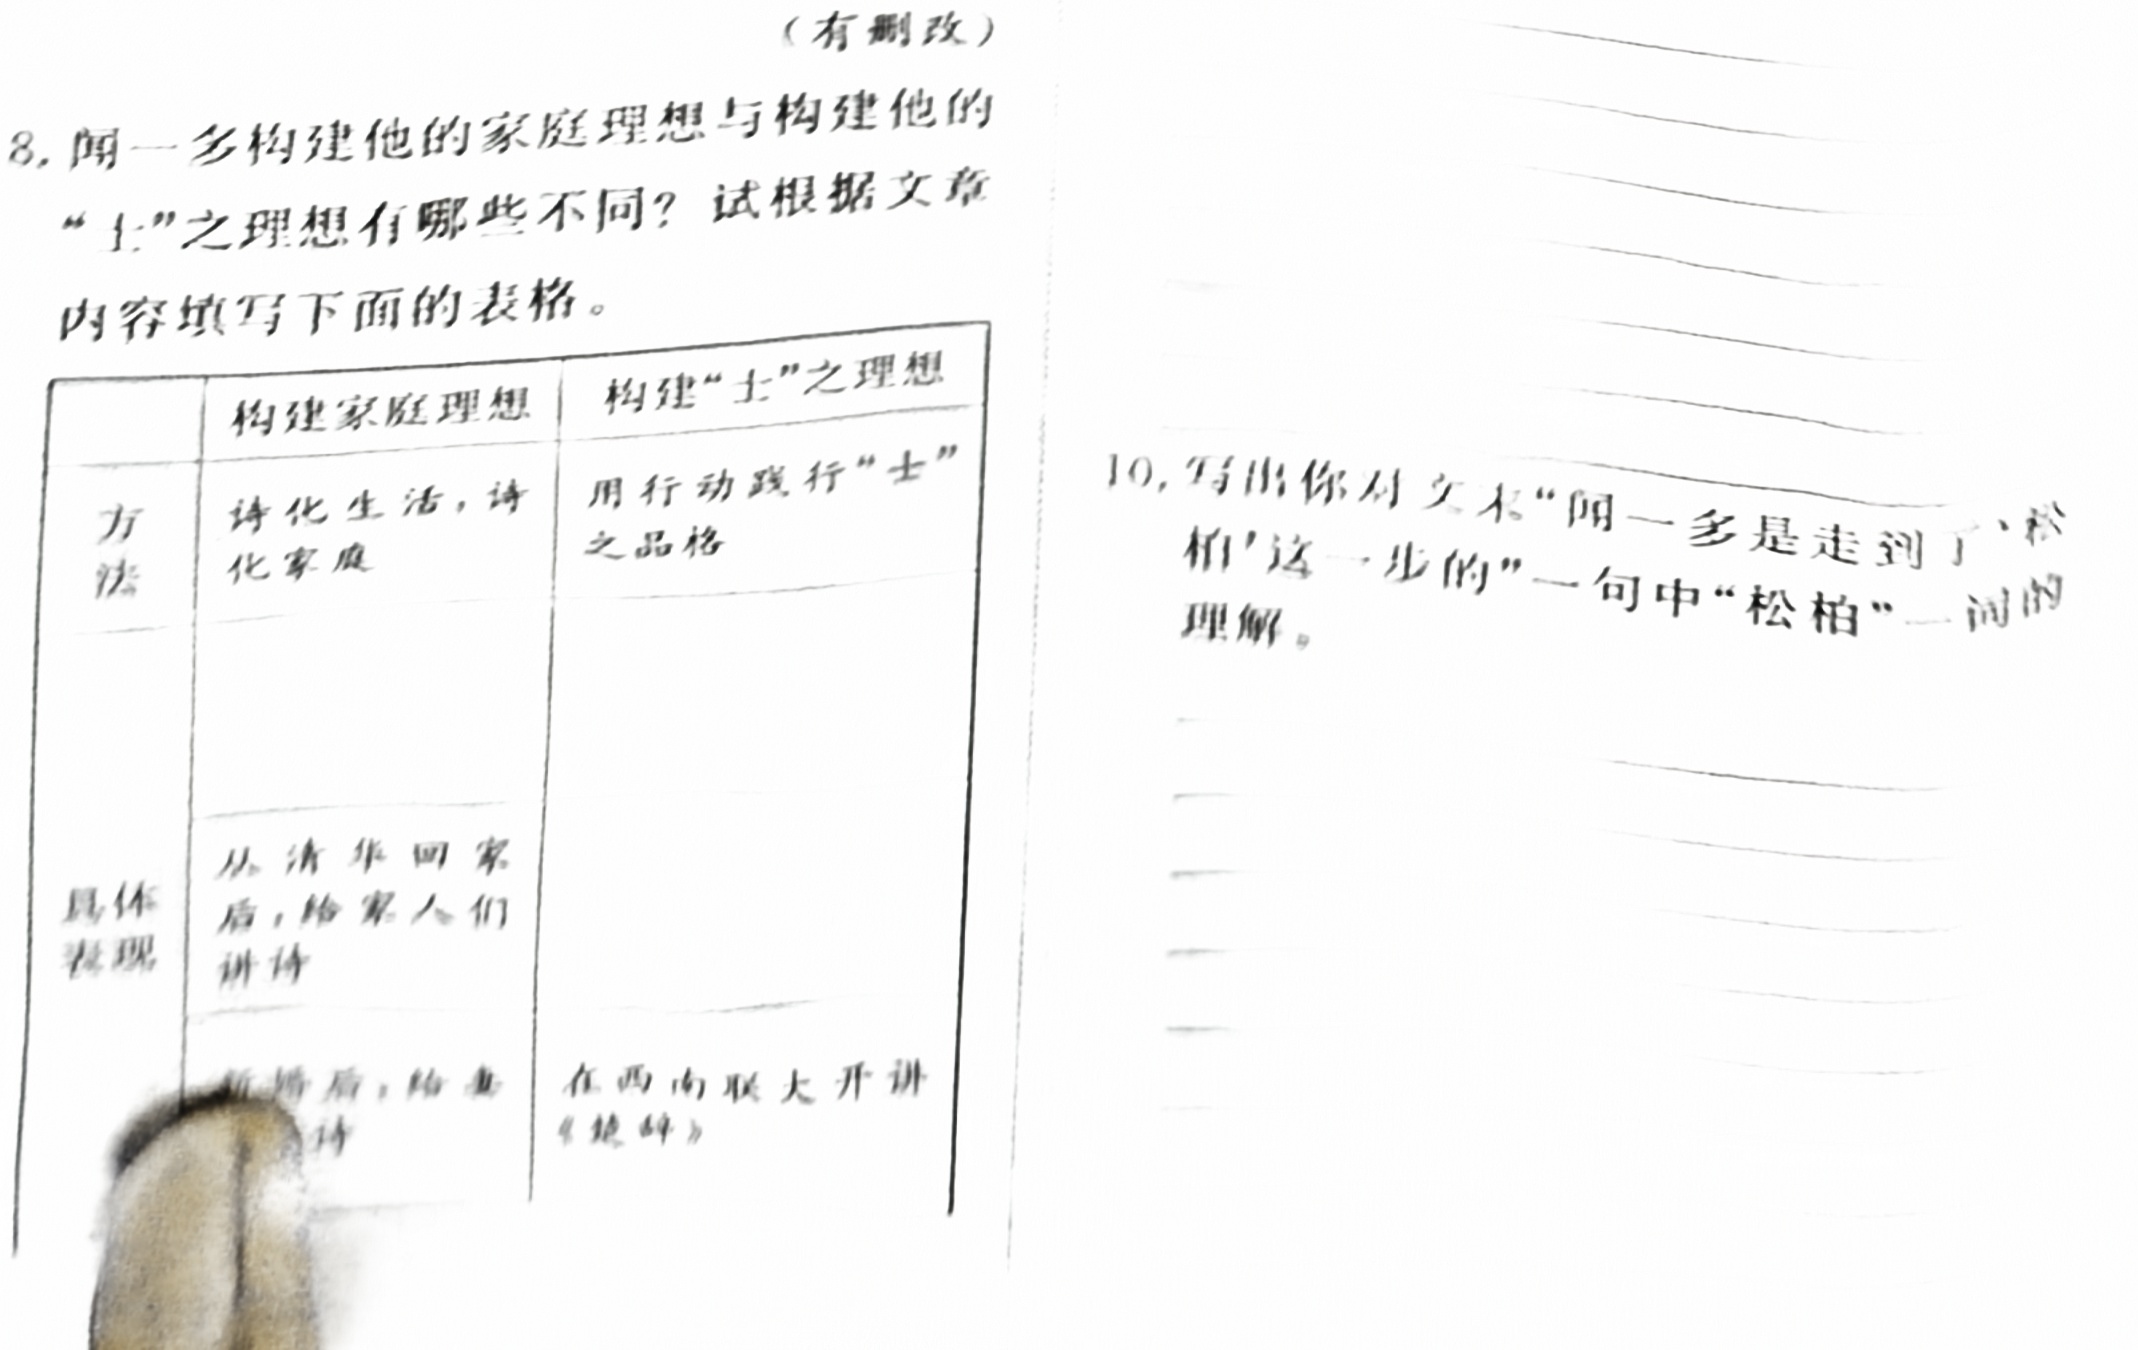 （有删改）
8. 闻一多构建他的家庭理想与构建他的
“士”之理想有哪些不同？试根据文章
内容填写下面的表格。
构建家庭理想
构建“士”之理想
方
法
诗化生活，诗
化家庭
用行动践行“士”
之品格
具体
表现
从清华回家
后，给家人们
讲诗
新婚后，给妻
诗
在西南联大开讲
《楚辞》
10. 写出你对文末“闻一多是走到了‘松
柏’这一步的”一句中“松柏”一词的
理解。